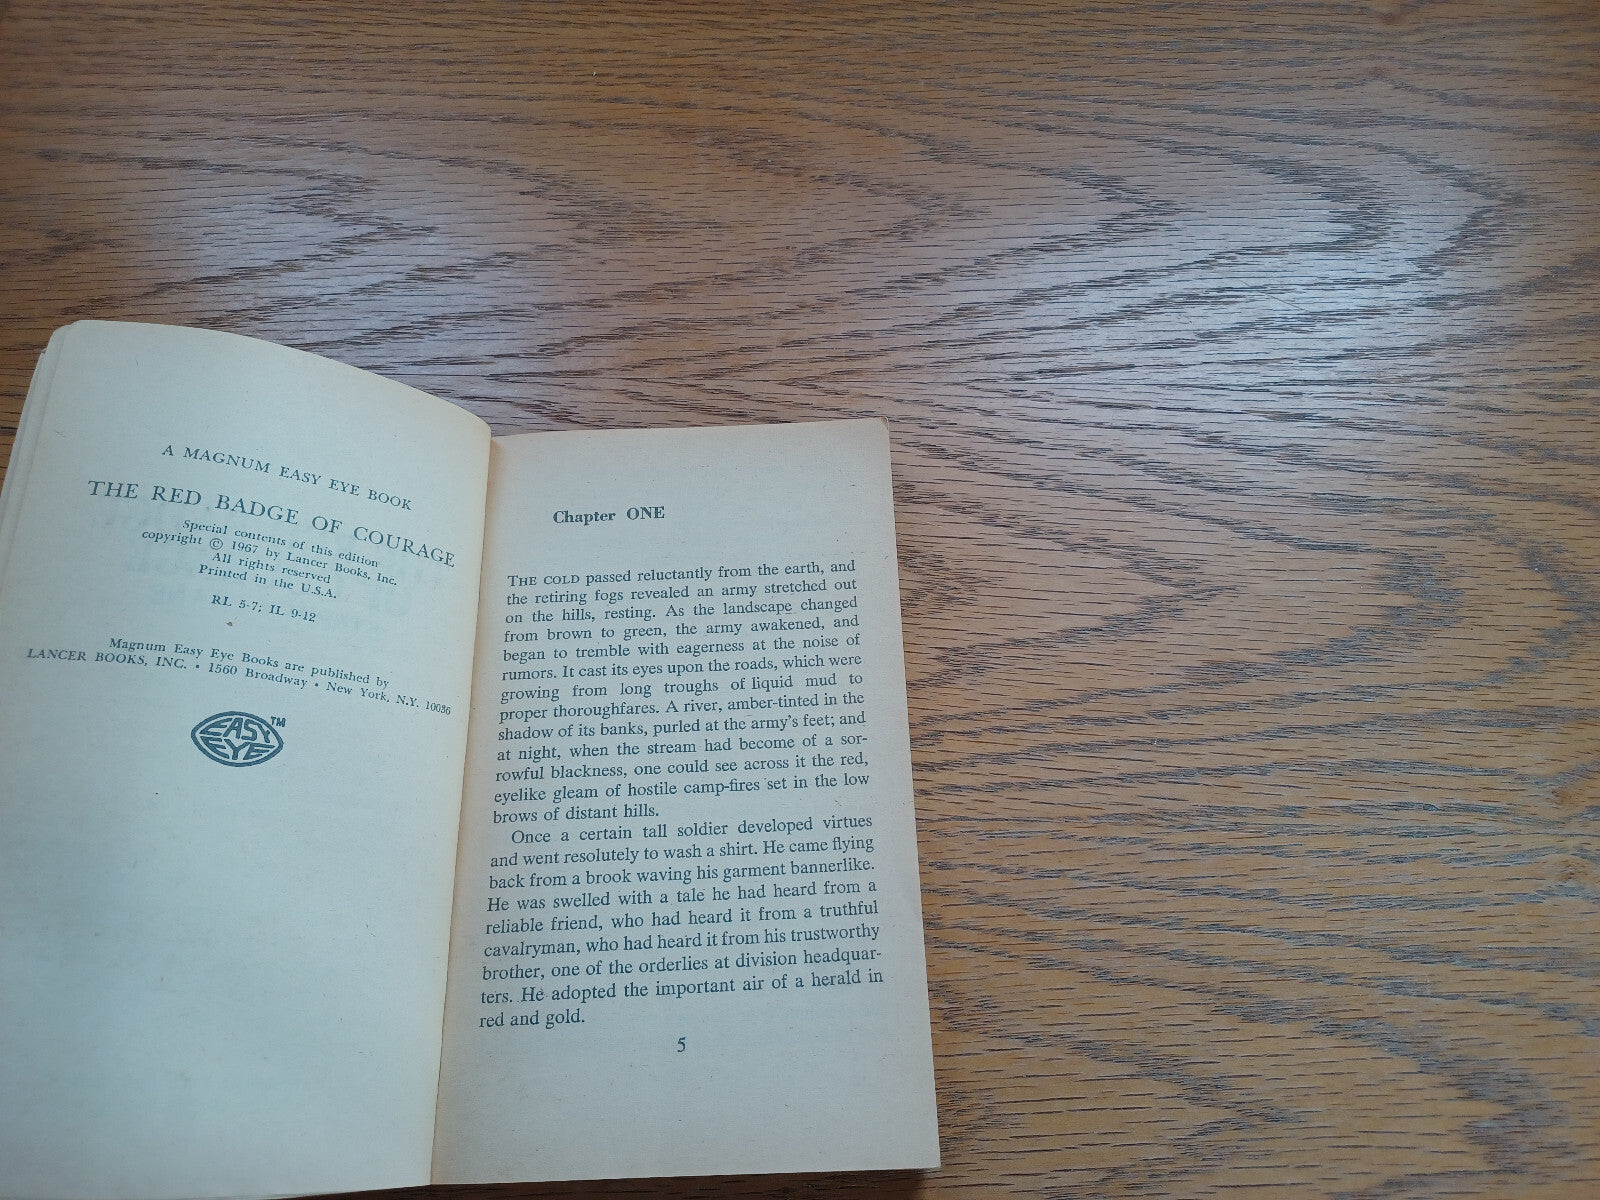 A MAGNUM EASY EYE BOOK
THE RED BADGE OF COURAGE
Special contents of this edition
copyright © 1967 by Lancer Books, Inc.
All rights reserved
Printed in the U.S.A.
RL 5-7; IL 9-12
Magnum Easy Eye Books are published by
LANCER BOOKS, INC. • 1560 Broadway • New York, N.Y. 10036
EASY
EYE
TM
Chapter ONE
THE COLD passed reluctantly from the earth, and
the retiring fogs revealed an army stretched out
on the hills, resting. As the landscape changed
from brown to green, the army awakened, and
began to tremble with eagerness at the noise of
rumors. It cast its eyes upon the roads, which were
growing from long troughs of liquid mud to
proper thoroughfares. A river, amber-tinted in the
shadow of its banks, purled at the army's feet; and
at night, when the stream had become of a sor-
rowful blackness, one could see across it the red,
eyelike gleam of hostile camp-fires set in the low
brows of distant hills.
Once a certain tall soldier developed virtues
and went resolutely to wash a shirt. He came flying
back from a brook waving his garment bannerlike.
He was swelled with a tale he had heard from a
reliable friend, who had heard it from a truthful
cavalryman, who had heard it from his trustworthy
brother, one of the orderlies at division headquar-
ters. He adopted the important air of a herald in
red and gold.
5